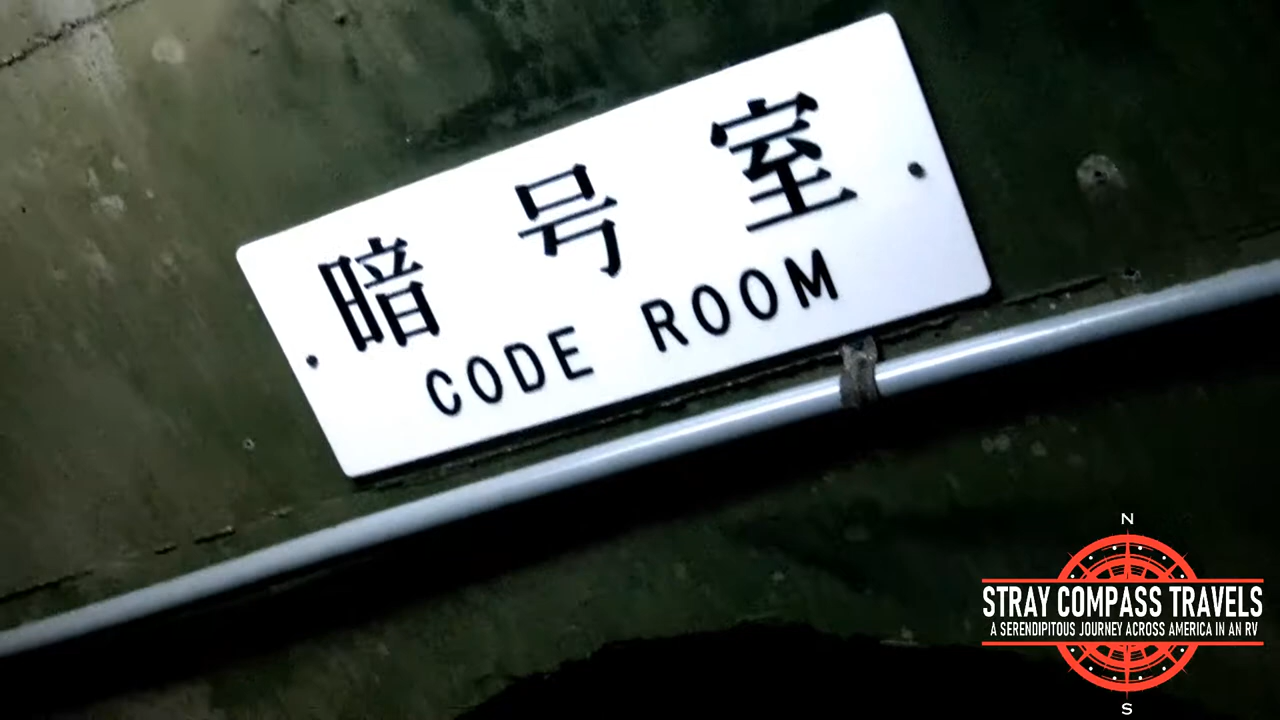 暗号室
CODE ROOM
N
STRAY COMPASS TRAVELS
A SERENDIPITOUS JOURNEY ACROSS AMERICA IN AN RV
S